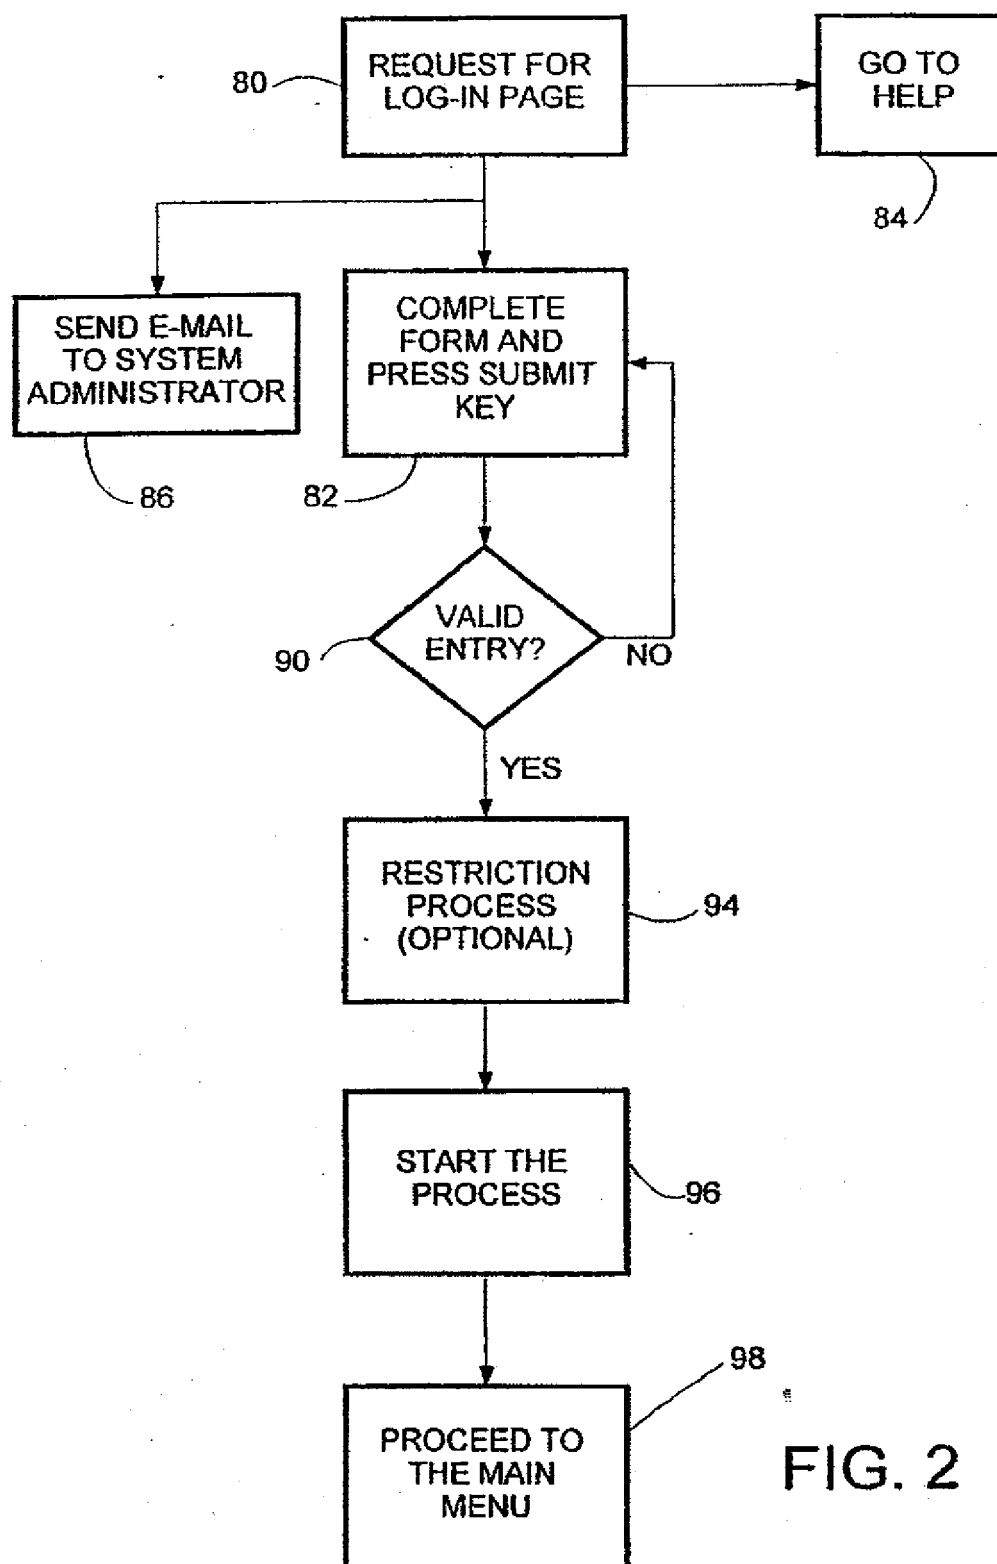 REQUEST FOR
LOG-IN PAGE
80
GO TO
HELP
84
SEND E-MAIL
TO SYSTEM
ADMINISTRATOR
86
COMPLETE
FORM AND
PRESS SUBMIT
KEY
82
VALID
ENTRY?
90
NO
YES
RESTRICTION
PROCESS
(OPTIONAL)
94
START THE
PROCESS
96
98
PROCEED TO
THE MAIN
MENU
FIG. 2